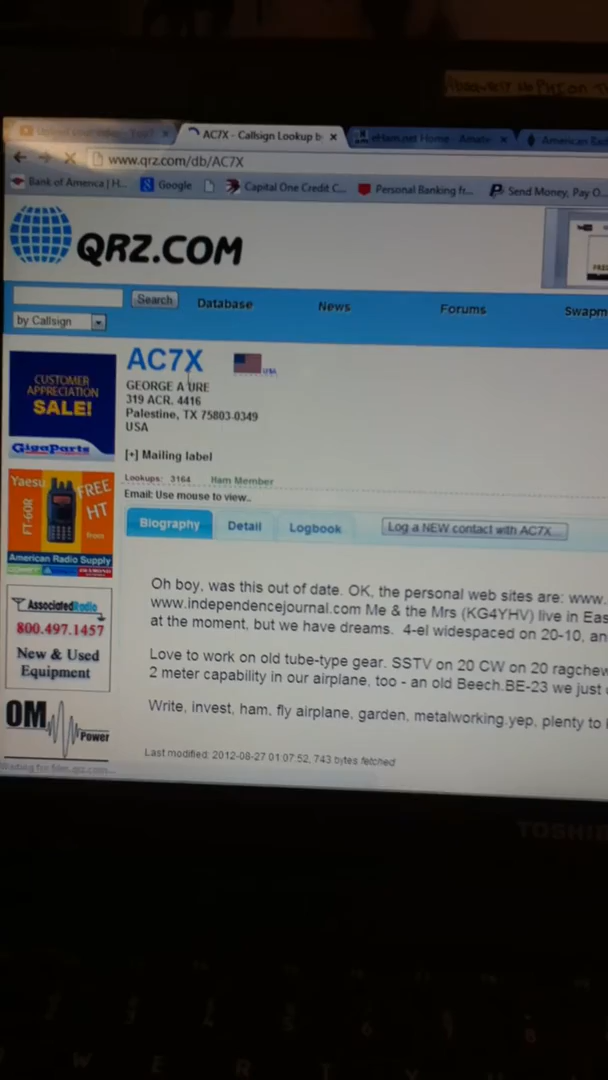 AC7X - Callsign Lookup b
eHam.net Home - Amate
American
www.qrz.com/db/AC7X
Bank of America | H...
Google
Capital One Credit C...
Personal Banking fr...
Send Money, Pay O
QRZ.COM
FREE
Search
Database
News
Forums
Swapm
by Callsign
CUSTOMER
APPRECIATION
SALE!
GigaParts
AC7X
USA
GEORGE A URE
319 ACR. 4416
Palestine, TX 75803-0349
USA
[+] Mailing label
Lookups: 3164 Ham Member
Email: Use mouse to view..
Yaesu
FREE
HT
FT-60R
from
American Radio Supply
Biography
Detail
Logbook
Log a NEW contact with AC7X...
Oh boy, was this out of date. OK, the personal web sites are: www.
www.independencejournal.com Me & the Mrs (KG4YHV) live in Eas
at the moment, but we have dreams. 4-el widespaced on 20-10, an
Love to work on old tube-type gear. SSTV on 20 CW on 20 ragchew
2 meter capability in our airplane, too - an old Beech.BE-23 we just
Write, invest, ham, fly airplane, garden, metalworking.yep, plenty to
Last modified: 2012-08-27 01:07:52, 743 bytes fetched
AssociatedRadio
800.497.1457
New & Used
Equipment
OM
Power
TOSHIB
W E R T